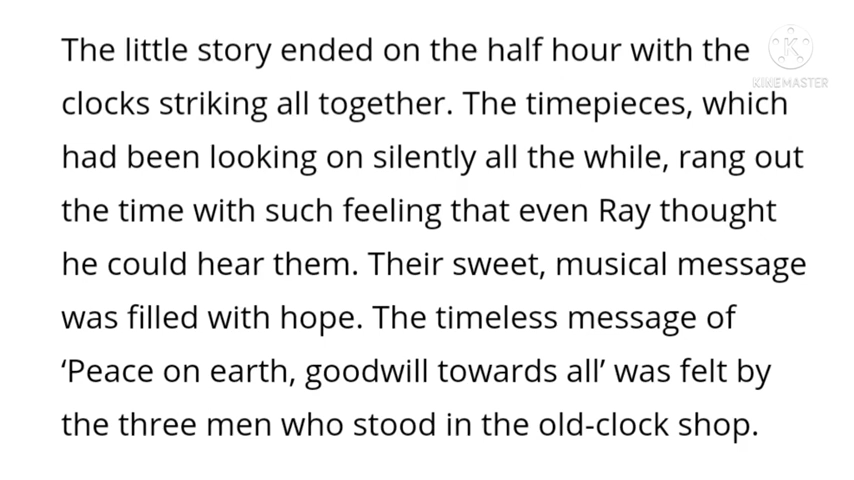 The little story ended on the half hour with the
clocks striking all together. The timepieces, which
had been looking on silently all the while, rang out
the time with such feeling that even Ray thought
he could hear them. Their sweet, musical message
was filled with hope. The timeless message of
‘Peace on earth, goodwill towards all’ was felt by
the three men who stood in the old-clock shop.
K
KINEMASTER